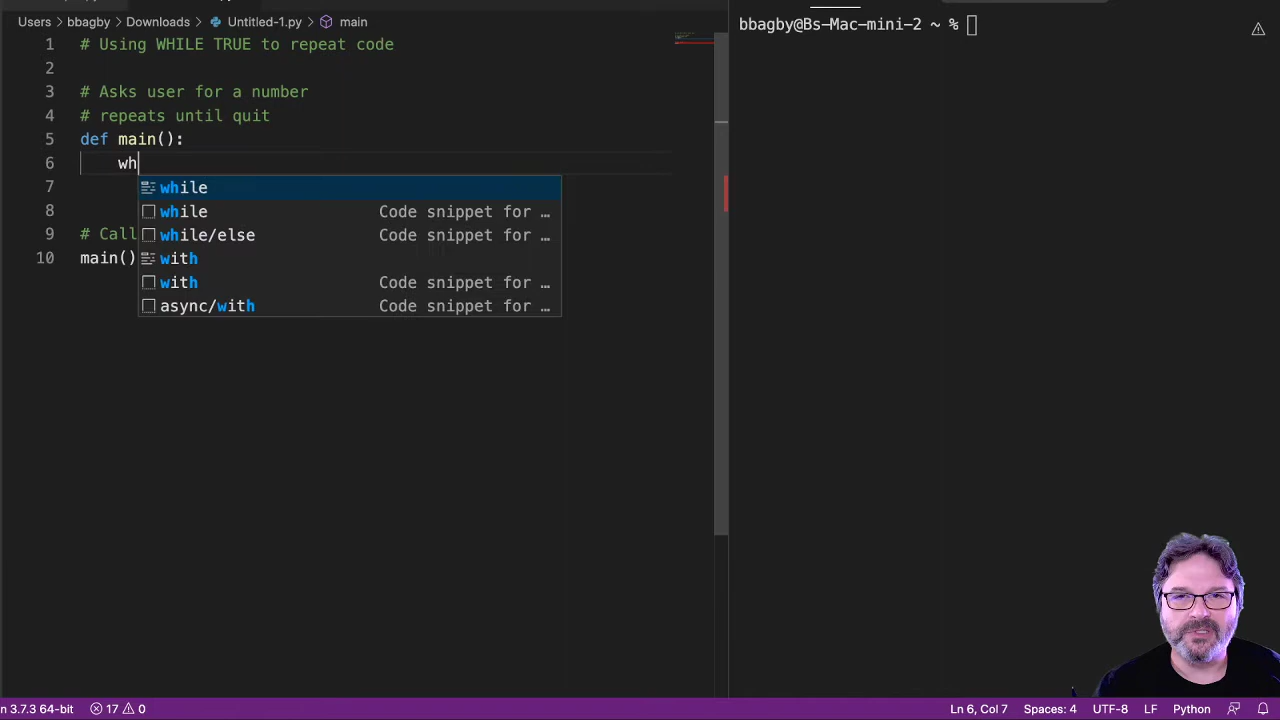 Users > bbagby > Downloads > Untitled-1.py > main
1 # Using WHILE TRUE to repeat code
2
3 # Asks user for a number
4 # repeats until quit
5 def main():
6 wh
7 while
8 while Code snippet for …
while/else Code snippet for …
9 # Call
with
10 main()
with Code snippet for …
async/with Code snippet for …
bbagby@Bs-Mac-mini-2 ~ %
n 3.7.3 64-bit 17 0 Ln 6, Col 7 Spaces: 4 UTF-8 LF Python